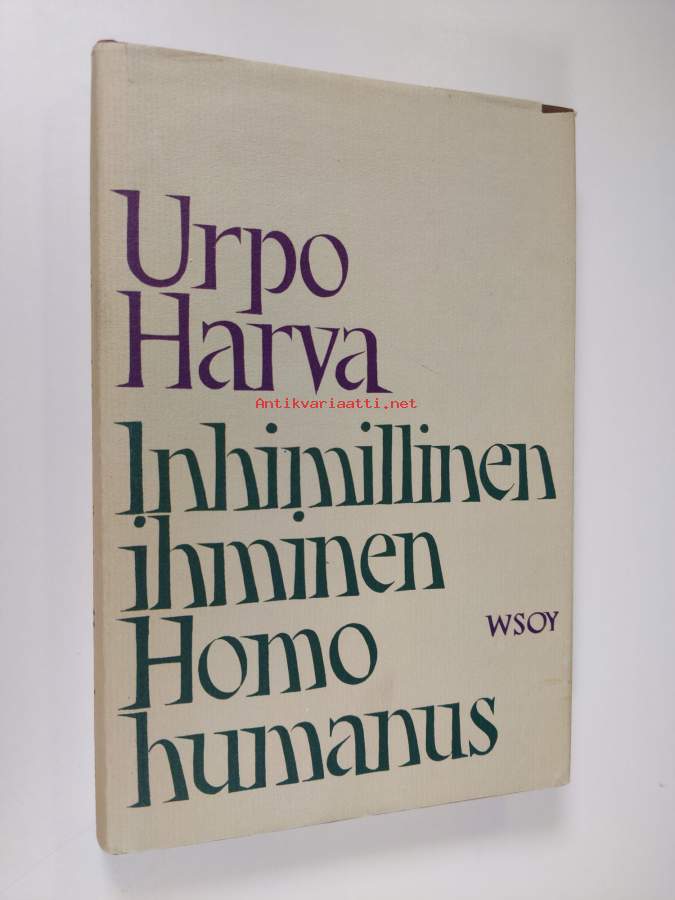 Urpo
Harva
Antikvariaatti.net
Inhimillinen
ihminen
Homo
humanus
WSOY